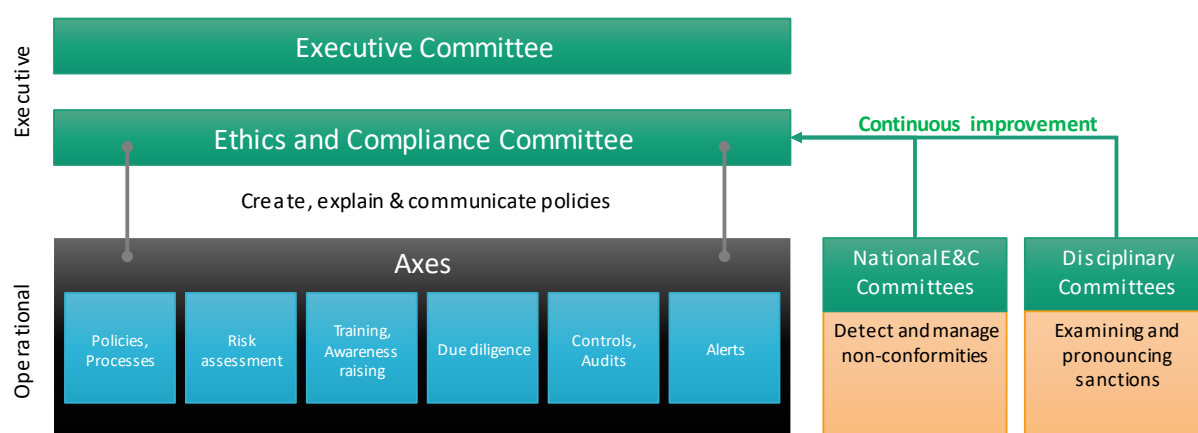 Executive
Executive Committee
Ethics and Compliance Committee
Continuous improvement
Create, explain & communicate policies
Operational
Axes
Policies,
Processes
Risk
assessment
Training,
Awareness
raising
Due diligence
Controls,
Audits
Alerts
National E&C
Committees
Detect and manage
non-conformities
Disciplinary
Committees
Examining and
pronouncing
sanctions